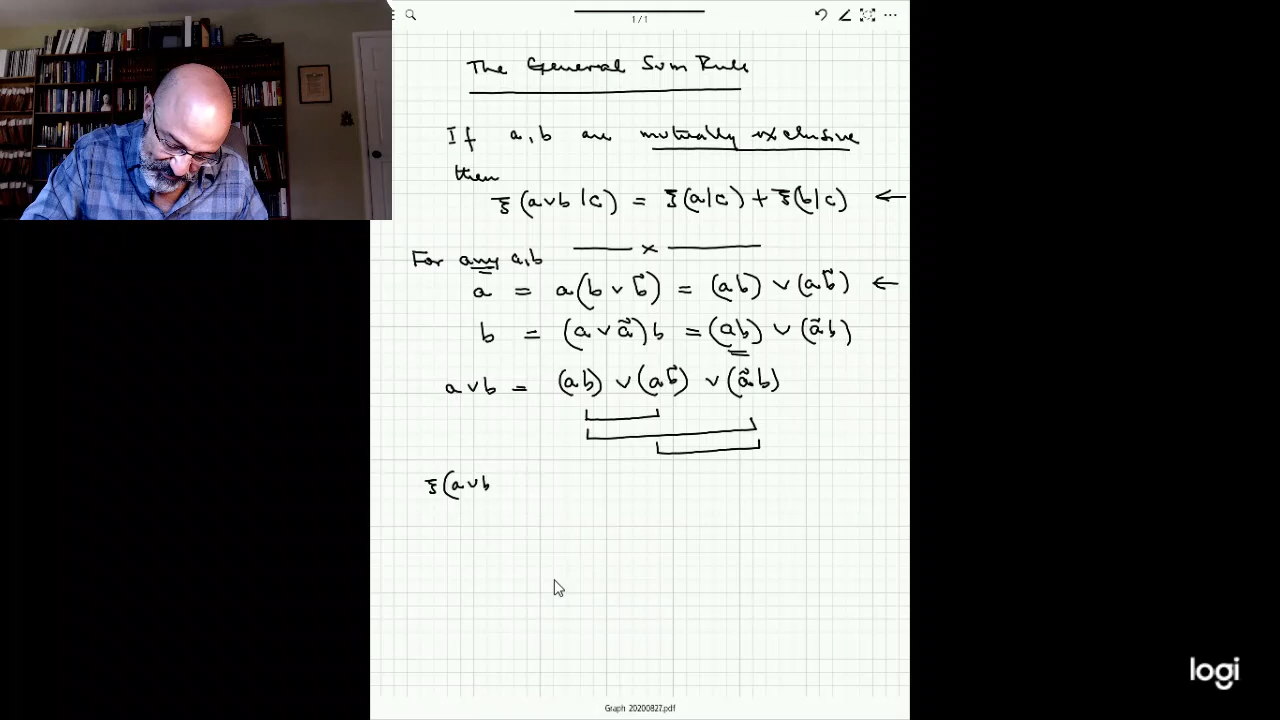 1 / 1
The General Sum Rule
If a, b are mutually exclusive
then
ξ(a∨b|c) = ξ(a|c) + ξ(b|c) ←
For any a,b
a = a(b ∨ b̃) = (ab) ∨ (ab̃) ←
b = (a ∨ ã)b = (ab) ∨ (ãb)
a∨b = (ab) ∨ (ab̃) ∨ (ãb)
ξ(a∨b
Graph 20200827.pdf
logi